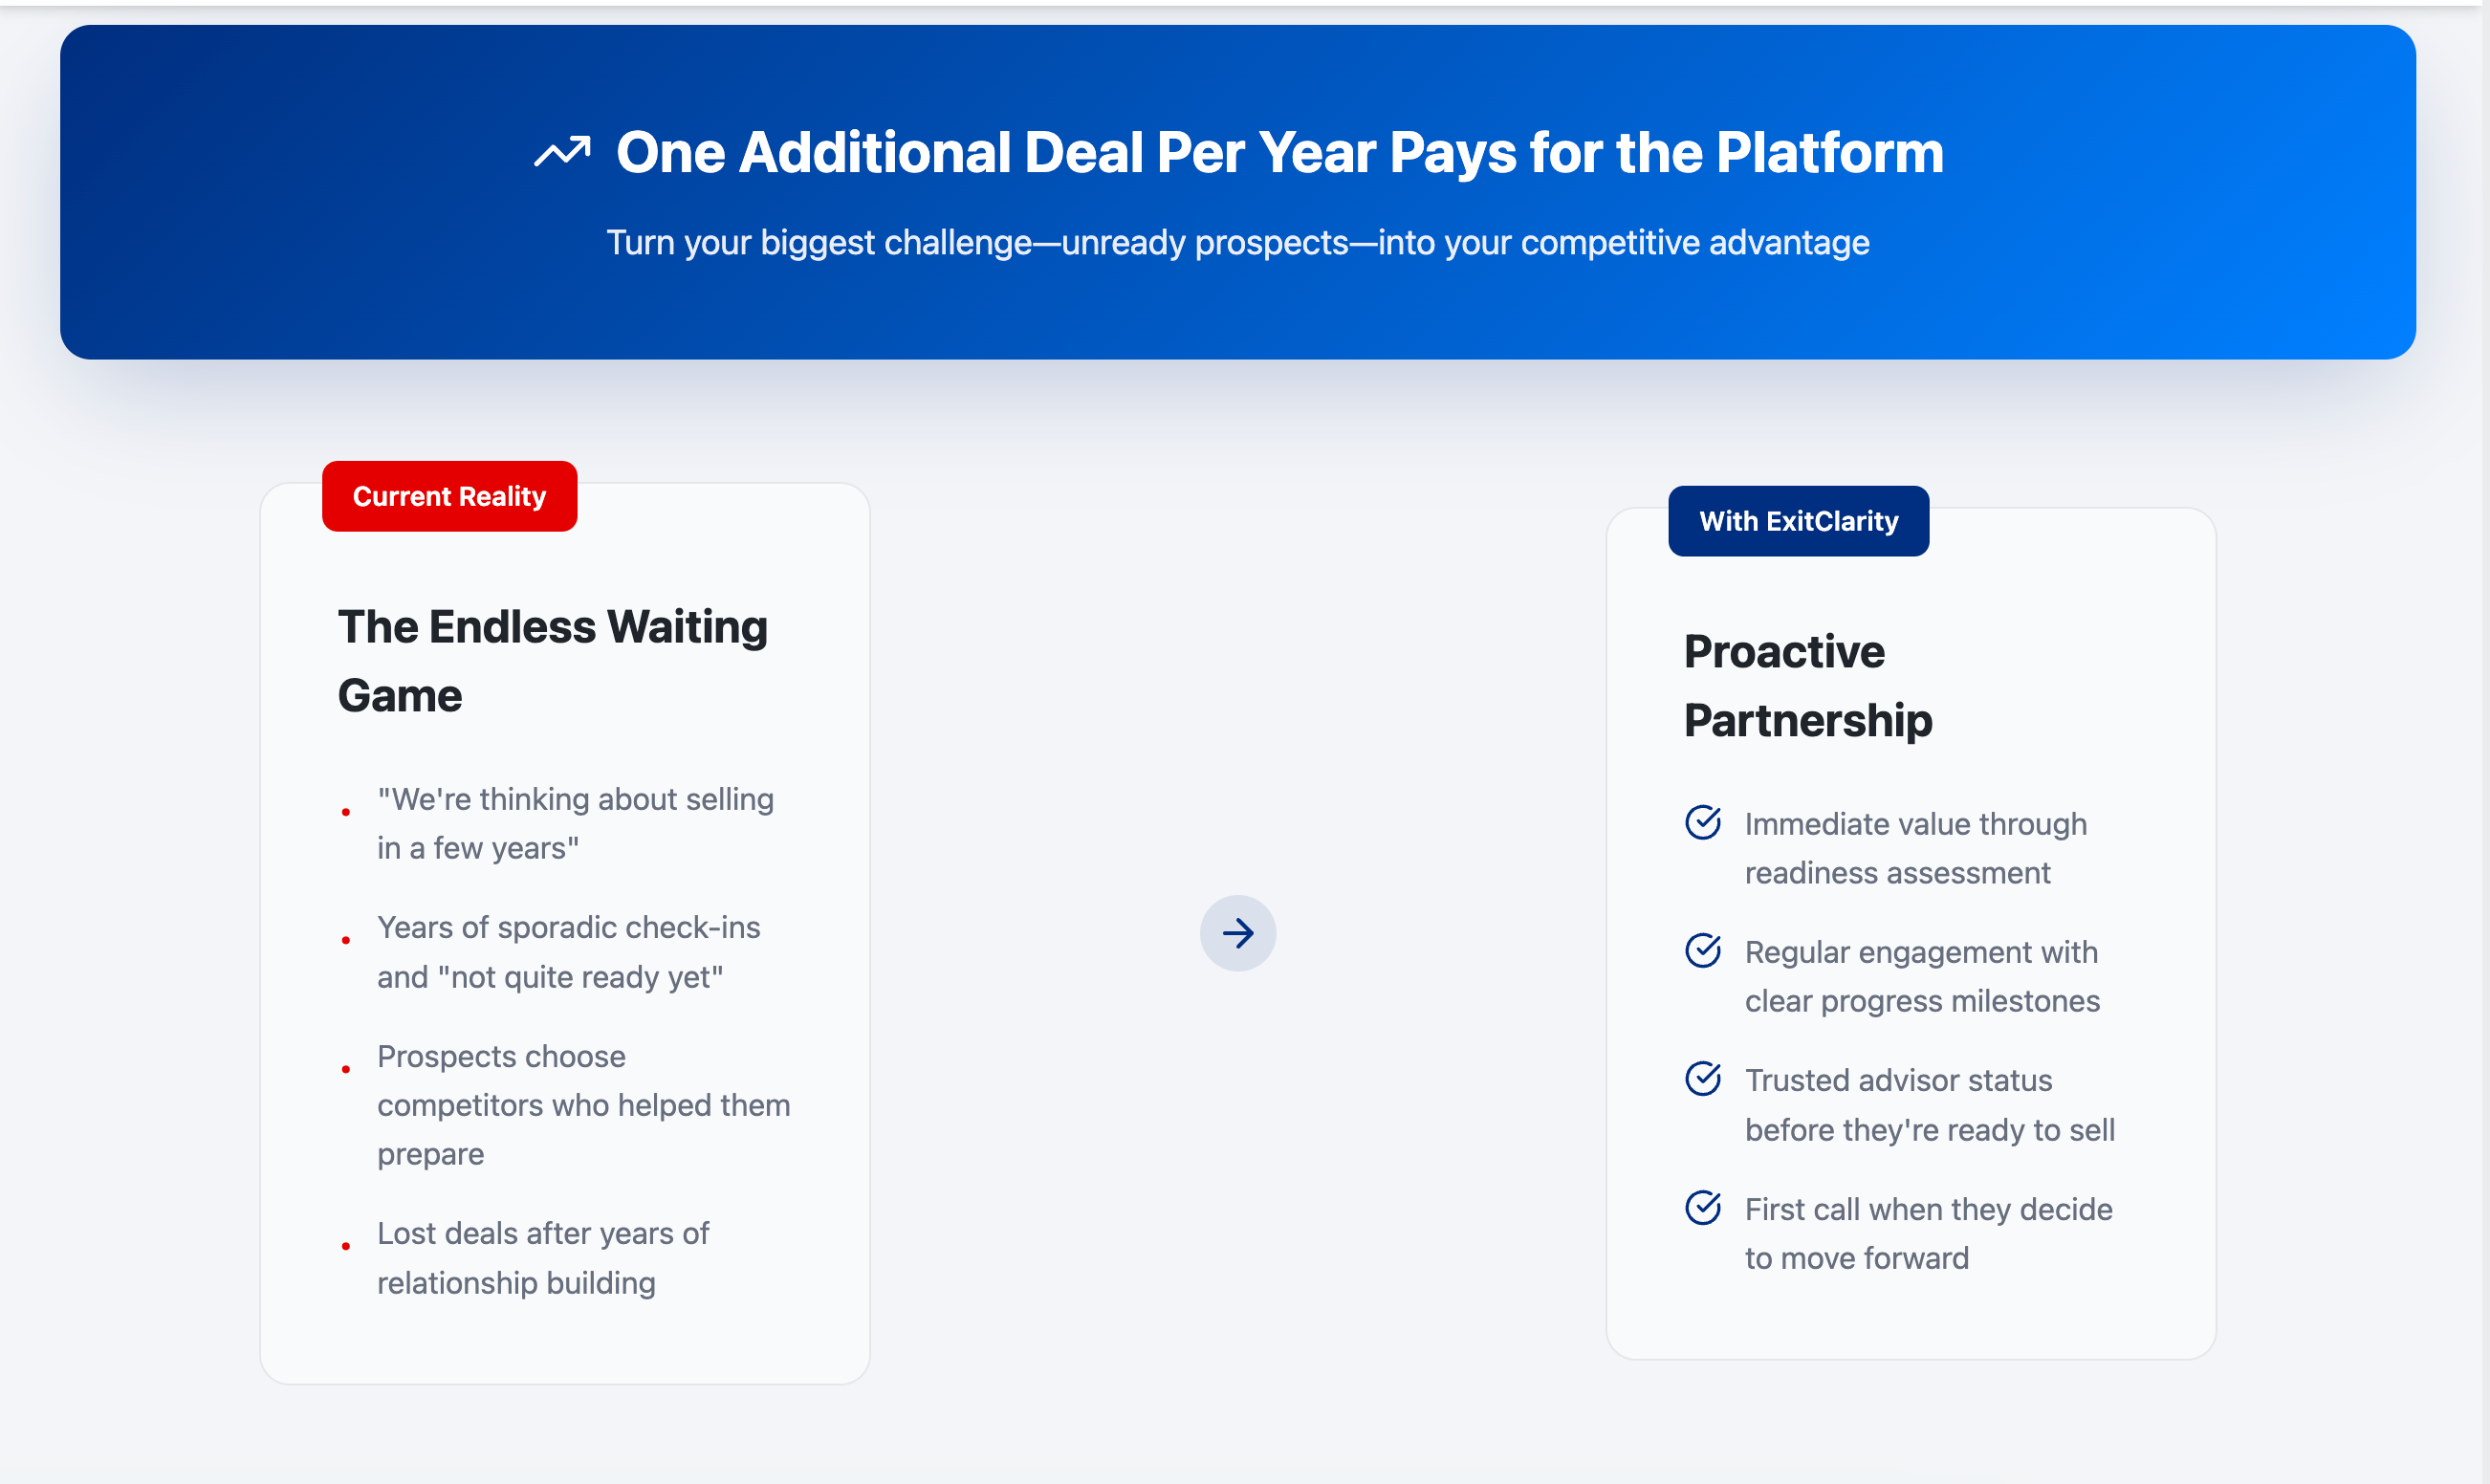 One Additional Deal Per Year Pays for the Platform
Turn your biggest challenge—unready prospects—into your competitive advantage
Current Reality
The Endless Waiting
Game
"We're thinking about selling
in a few years"
Years of sporadic check-ins
and "not quite ready yet"
Prospects choose
competitors who helped them
prepare
Lost deals after years of
relationship building
With ExitClarity
Proactive
Partnership
Immediate value through
readiness assessment
Regular engagement with
clear progress milestones
Trusted advisor status
before they're ready to sell
First call when they decide
to move forward